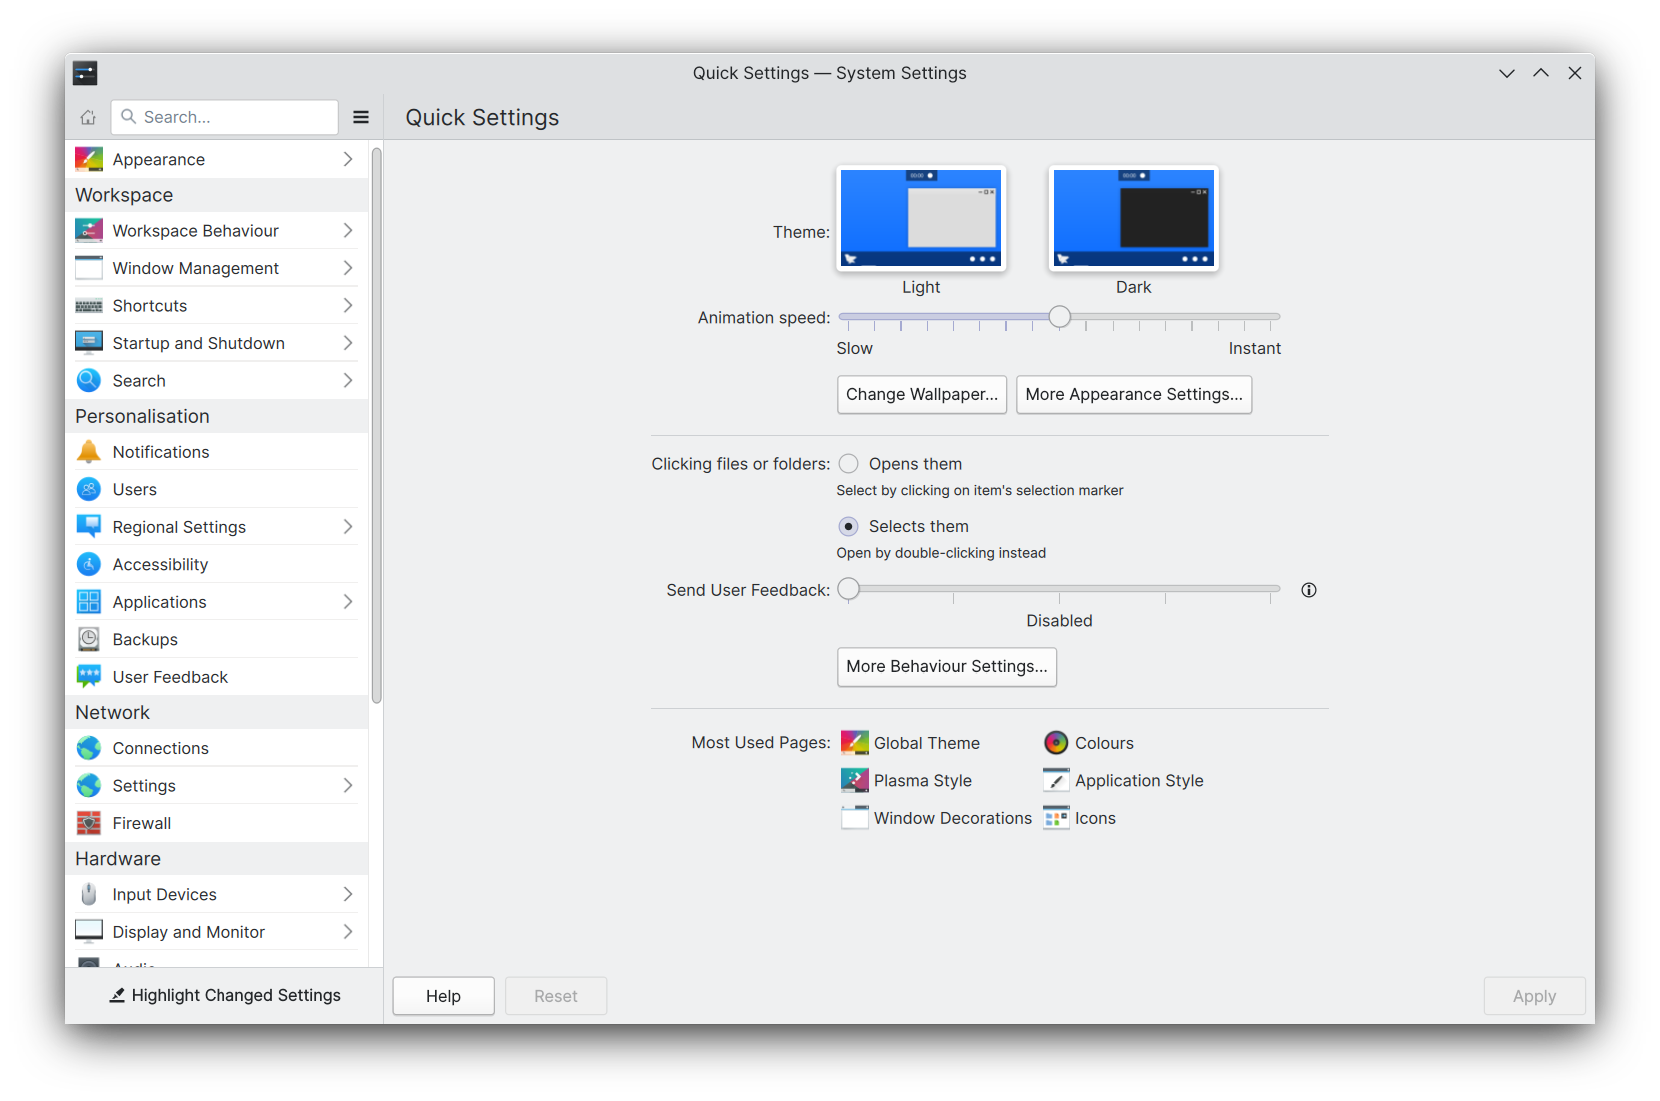 Quick Settings — System Settings
Search...
Quick Settings
Appearance
Workspace
Workspace Behaviour
Window Management
Shortcuts
Startup and Shutdown
Search
Personalisation
Notifications
Users
Regional Settings
Accessibility
Applications
Backups
User Feedback
Network
Connections
Settings
Firewall
Hardware
Input Devices
Display and Monitor
Audio
Highlight Changed Settings
Theme:
00:00
00:00
Light
Dark
Animation speed:
Slow
Instant
Change Wallpaper...
More Appearance Settings...
Clicking files or folders:
Opens them
Select by clicking on item's selection marker
Selects them
Open by double-clicking instead
Send User Feedback:
Disabled
More Behaviour Settings...
Most Used Pages:
Global Theme
Colours
Plasma Style
Application Style
Window Decorations
Icons
Help
Reset
Apply